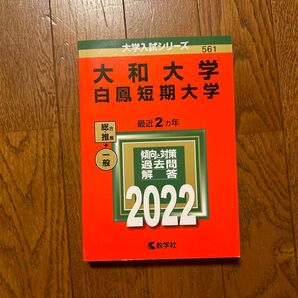 大学入試シリーズ
561
大和大学
白鳳短期大学
最近2カ年
総合
推薦
+
一般
傾向と対策
過去問
解答
2022
教学社